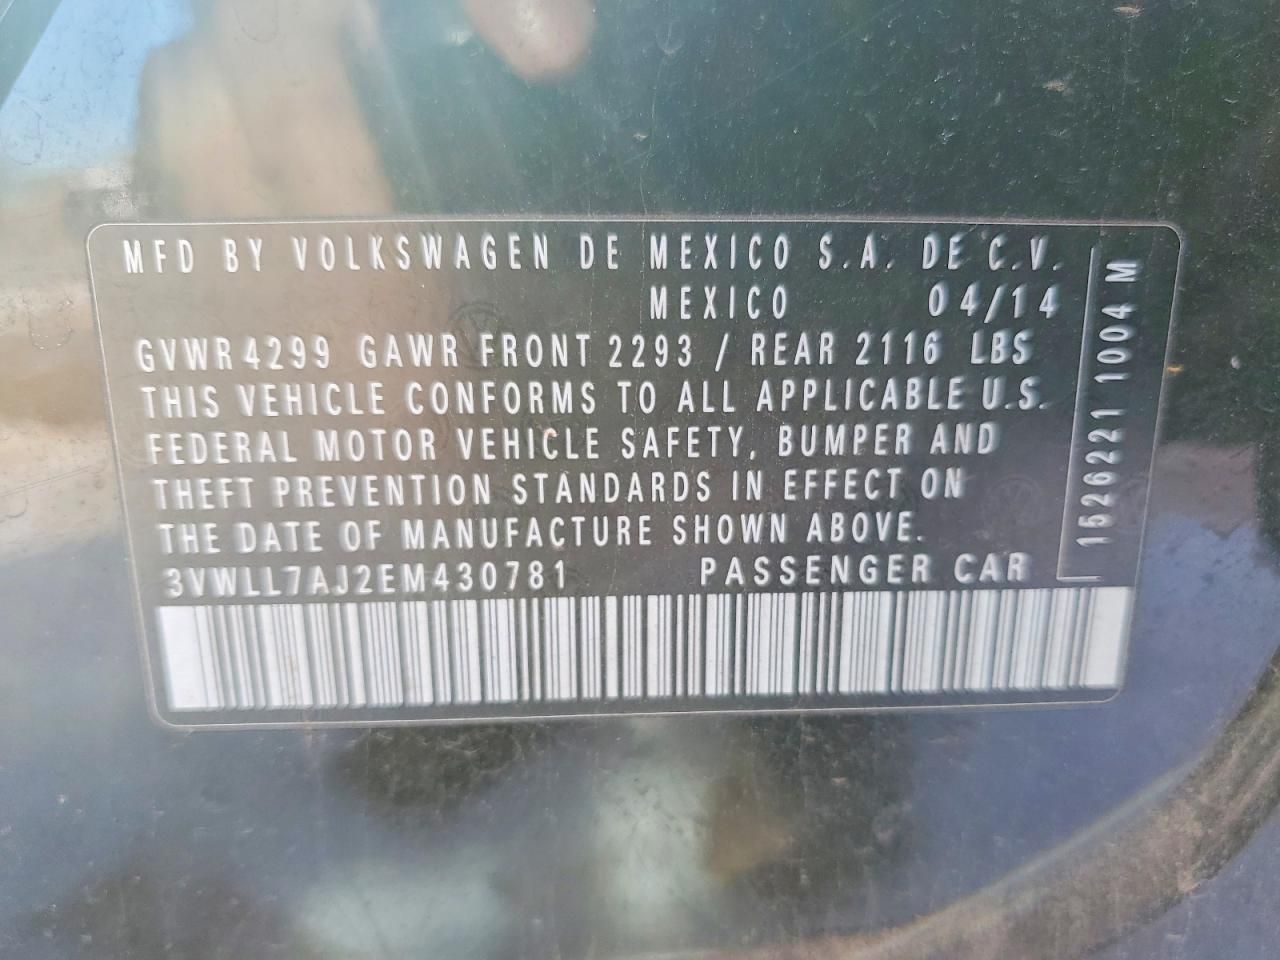 MFD BY VOLKSWAGEN DE MEXICO S.A. DE C.V.
MEXICO 04/14
GVWR 4299 GAWR FRONT 2293 / REAR 2116 LBS
THIS VEHICLE CONFORMS TO ALL APPLICABLE U.S.
FEDERAL MOTOR VEHICLE SAFETY, BUMPER AND
THEFT PREVENTION STANDARDS IN EFFECT ON
THE DATE OF MANUFACTURE SHOWN ABOVE.
3VWLL7AJ2EM430781 PASSENGER CAR
1526221 1004 M